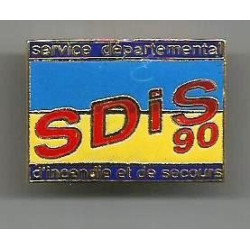 service départemental
SDiS
90
d'incendie et de secours